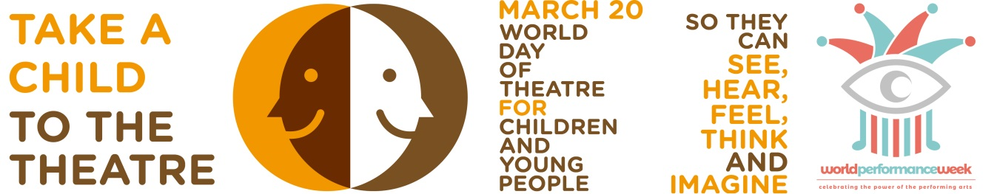 TAKE A
CHILD
TO THE
THEATRE
MARCH 20
WORLD
DAY
OF
THEATRE
FOR
CHILDREN
AND
YOUNG
PEOPLE
SO THEY
CAN
SEE,
HEAR,
FEEL,
THINK
AND
IMAGINE
worldperformanceweek
celebrating the power of the performing arts